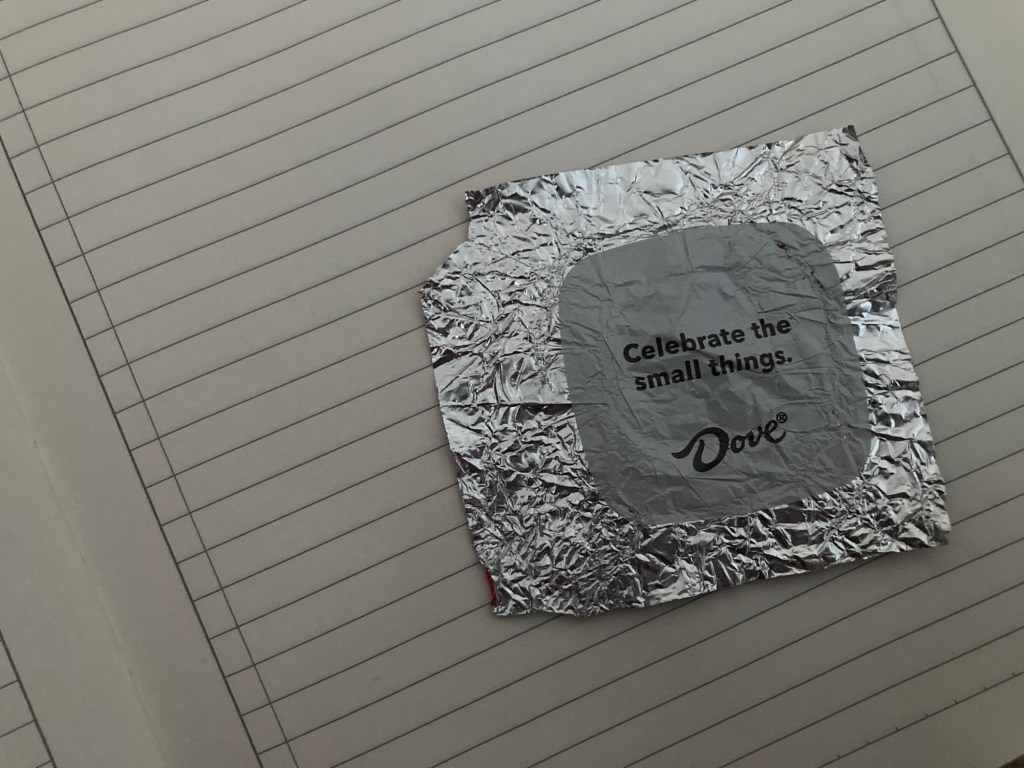 Celebrate the
small things.
Dove®